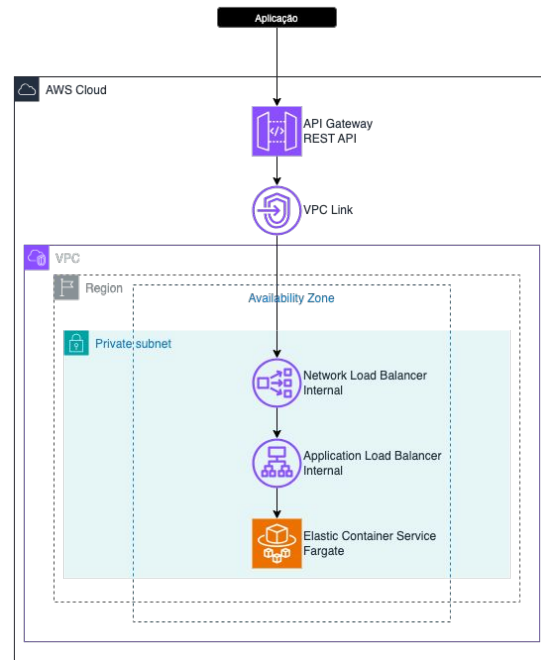 Aplicação
AWS Cloud
API Gateway
REST API
VPC Link
VPC
Region
Availability Zone
Private subnet
Network Load Balancer
Internal
Application Load Balancer
Internal
Elastic Container Service
Fargate